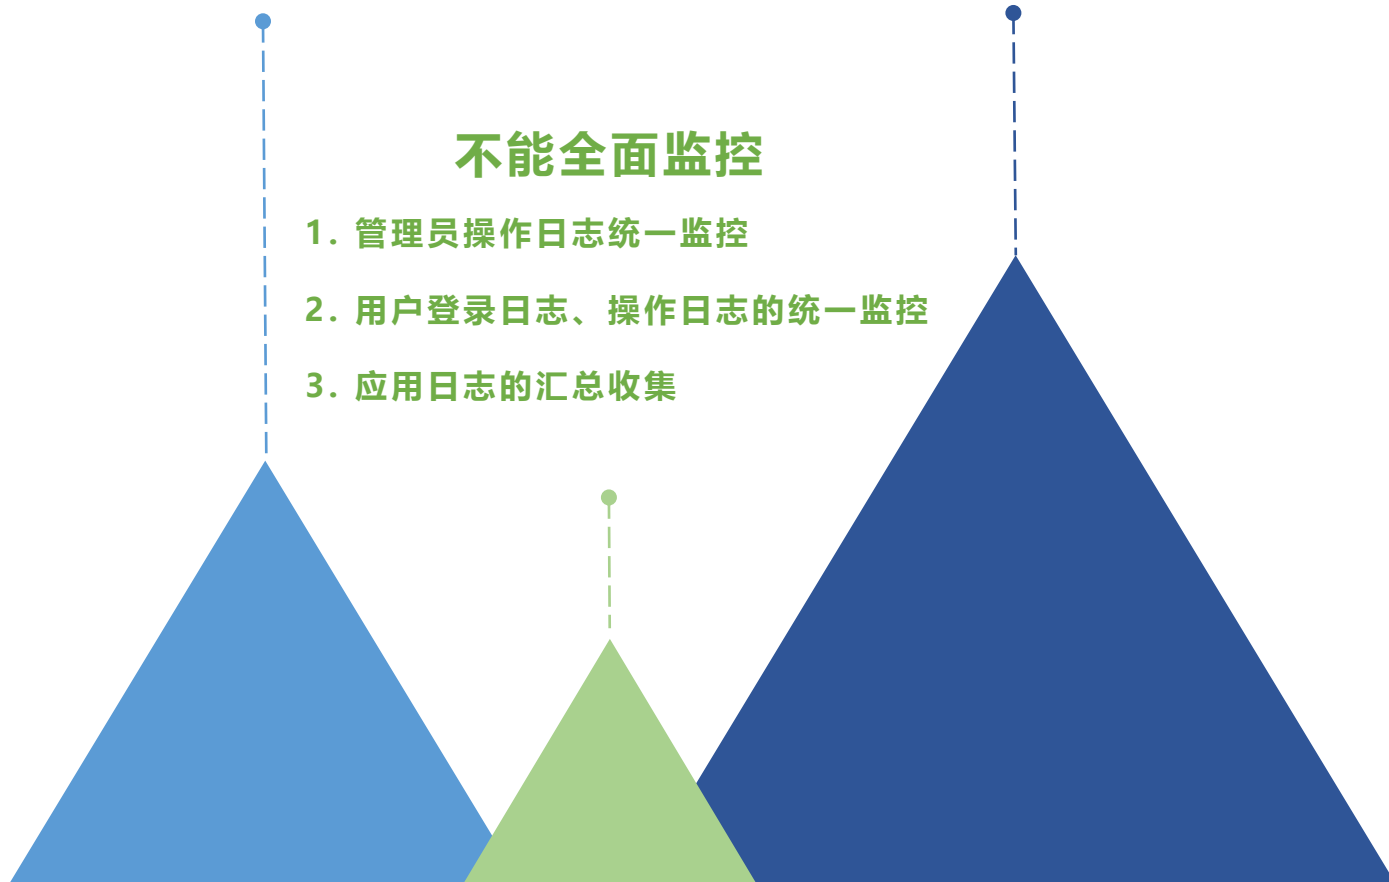 不能全面监控
1. 管理员操作日志统一监控
2. 用户登录日志、操作日志的统一监控
3. 应用日志的汇总收集